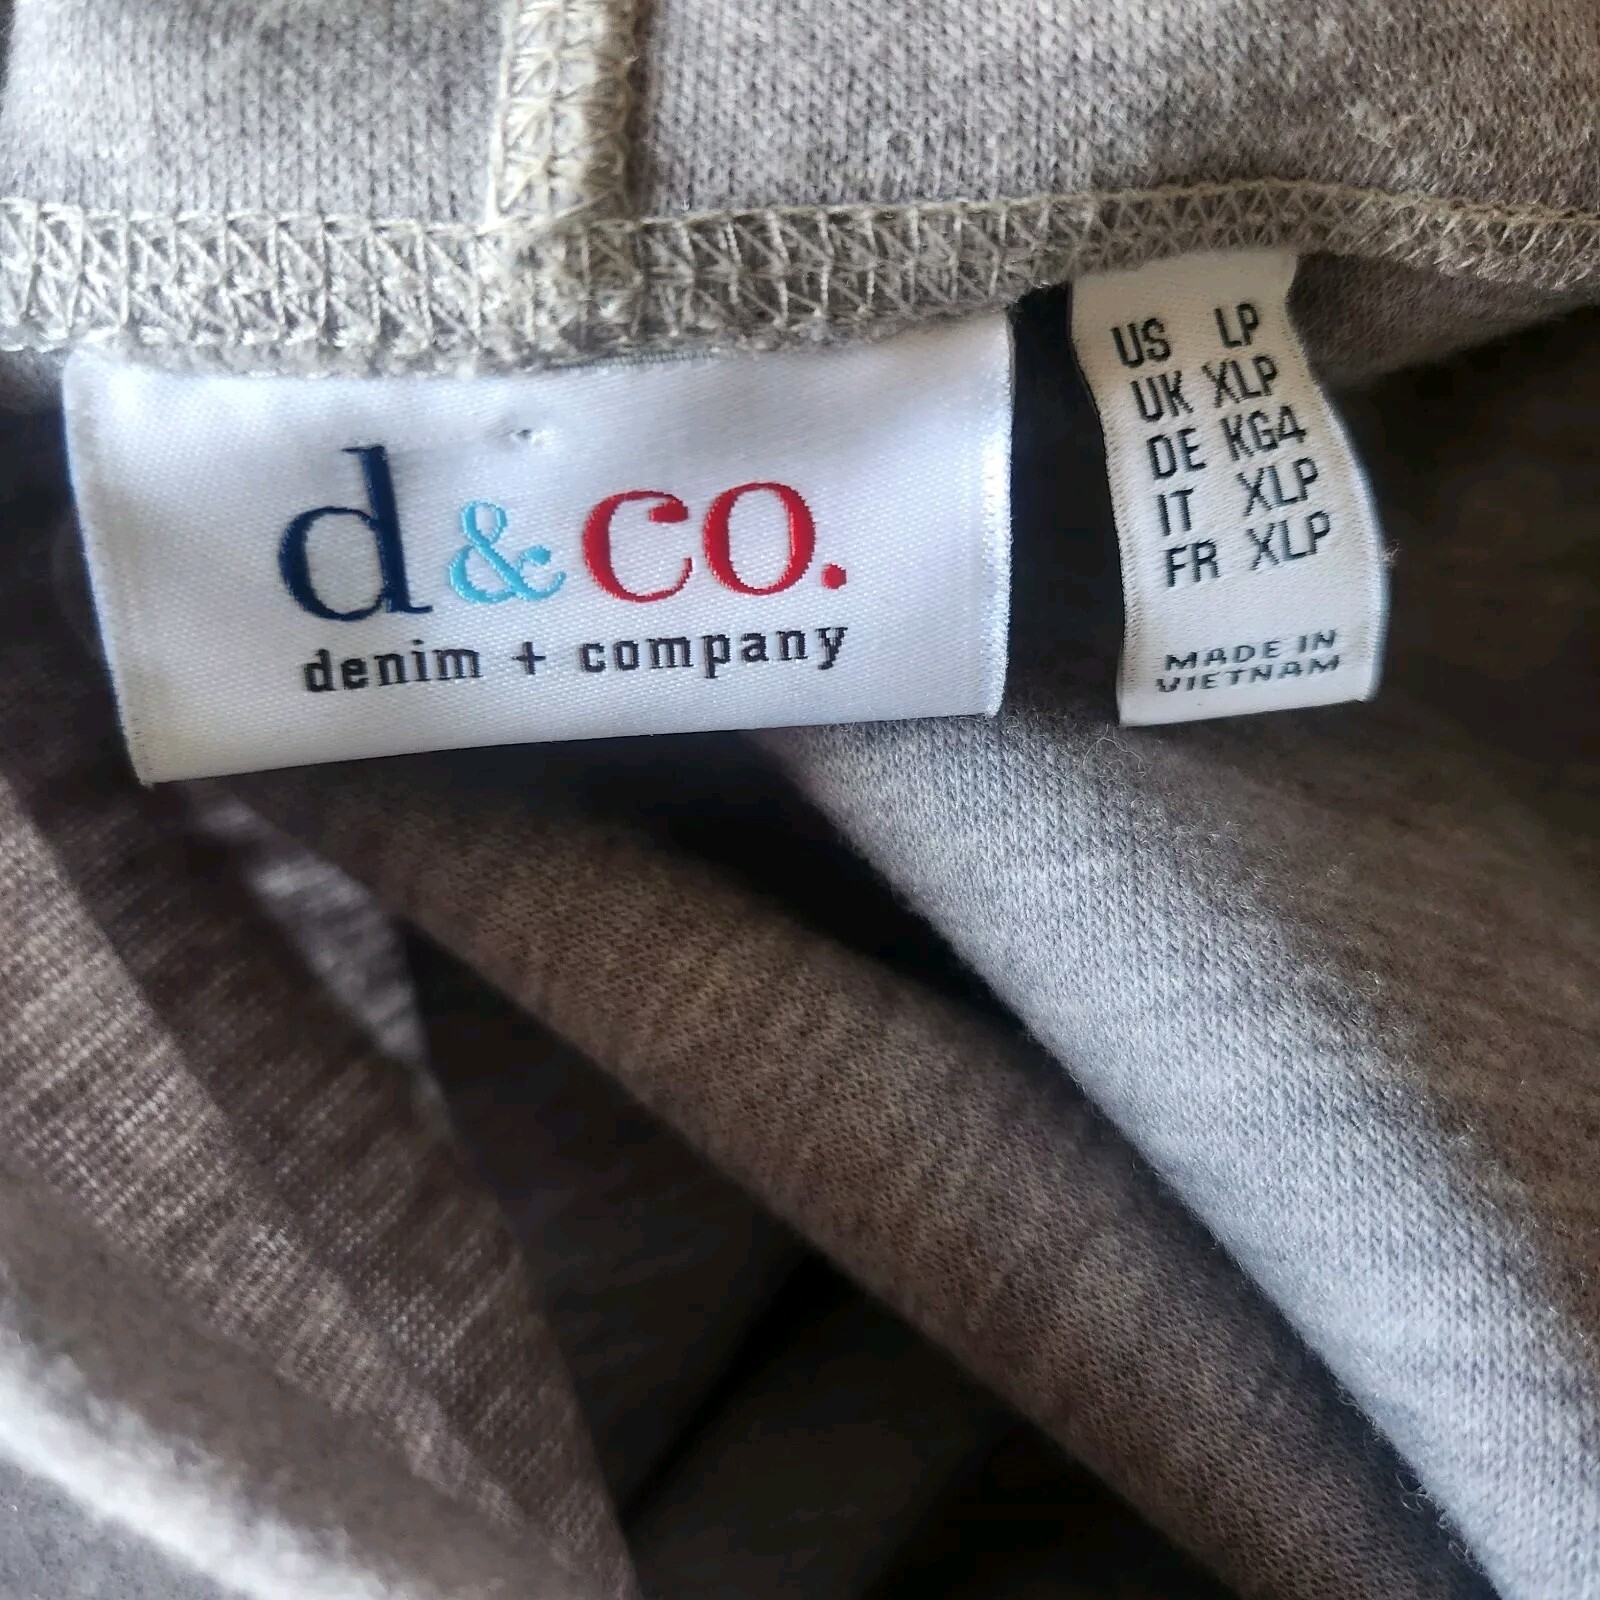 d & co.
denim + company
US LP
UK XLP
DE KG4
IT XLP
FR XLP
MADE IN
VIETNAM